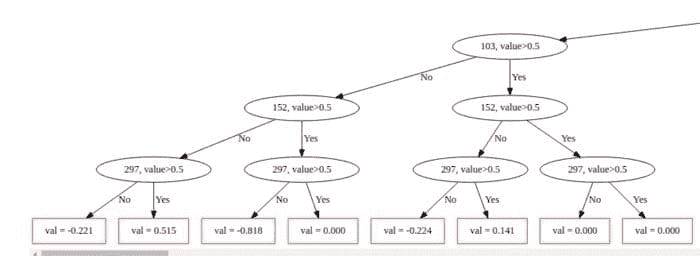 103, value>0.5
No
Yes
152, value>0.5
152, value>0.5
No
Yes
No
Yes
297, value>0.5
297, value>0.5
297, value>0.5
297, value>0.5
No
Yes
No
Yes
No
Yes
No
Yes
val = -0.221
val = 0.515
val = -0.818
val = 0.000
val = -0.224
val = 0.141
val = 0.000
val = 0.000